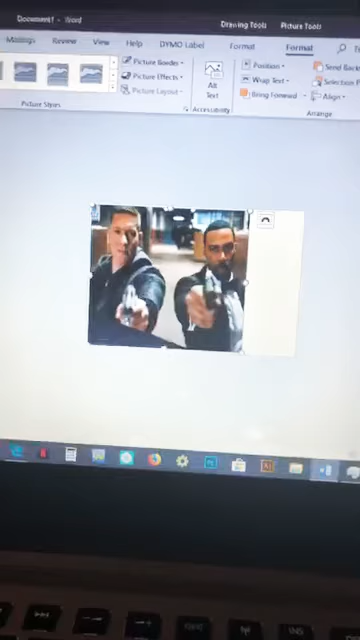 Document1 - Word
Drawing Tools
Picture Tools
Mailings
Review
View
Help
DYMO Label
Format
Format
Picture Border
Picture Effects
Picture Layout
Alt
Text
Position
Wrap Text
Bring Forward
Send Back
Selection P
Align
Picture Styles
Accessibility
Arrange